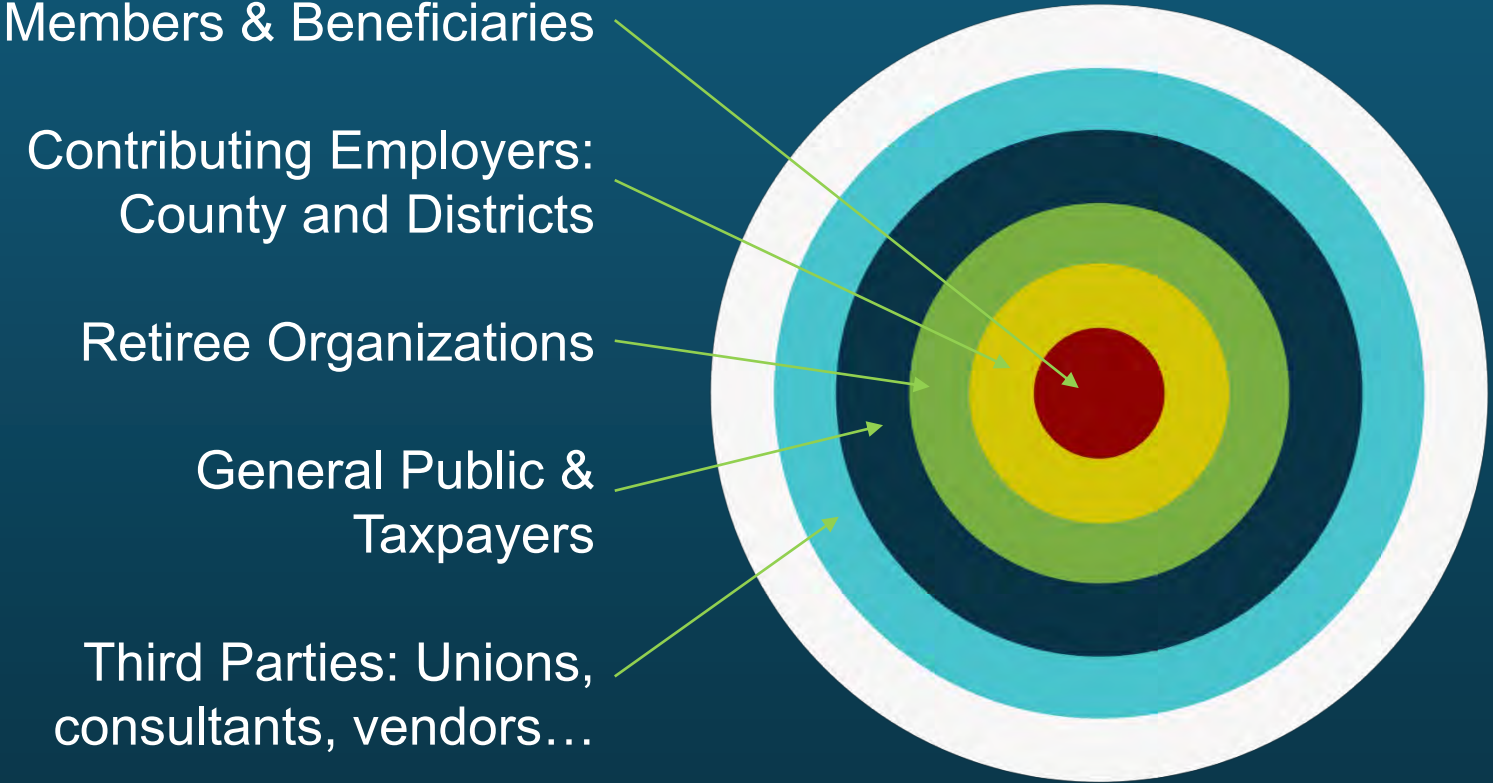 Members & Beneficiaries
Contributing Employers:
County and Districts
Retiree Organizations
General Public &
Taxpayers
Third Parties: Unions,
consultants, vendors…